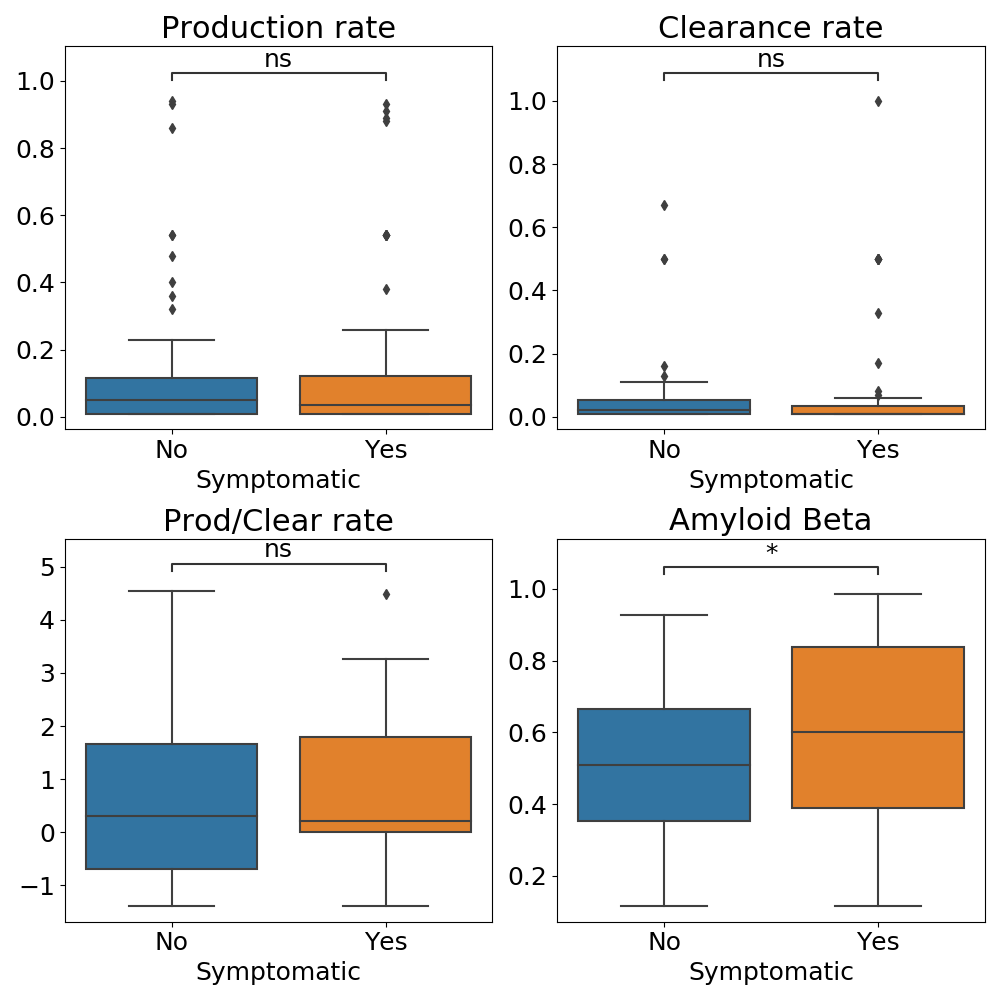 Production rate
ns
1.0
0.8
0.6
0.4
0.2
0.0
No Yes
Symptomatic
Clearance rate
ns
1.0
0.8
0.6
0.4
0.2
0.0
No Yes
Symptomatic
Prod/Clear rate
ns
5
4
3
2
1
0
−1
No Yes
Symptomatic
Amyloid Beta
*
1.0
0.8
0.6
0.4
0.2
No Yes
Symptomatic